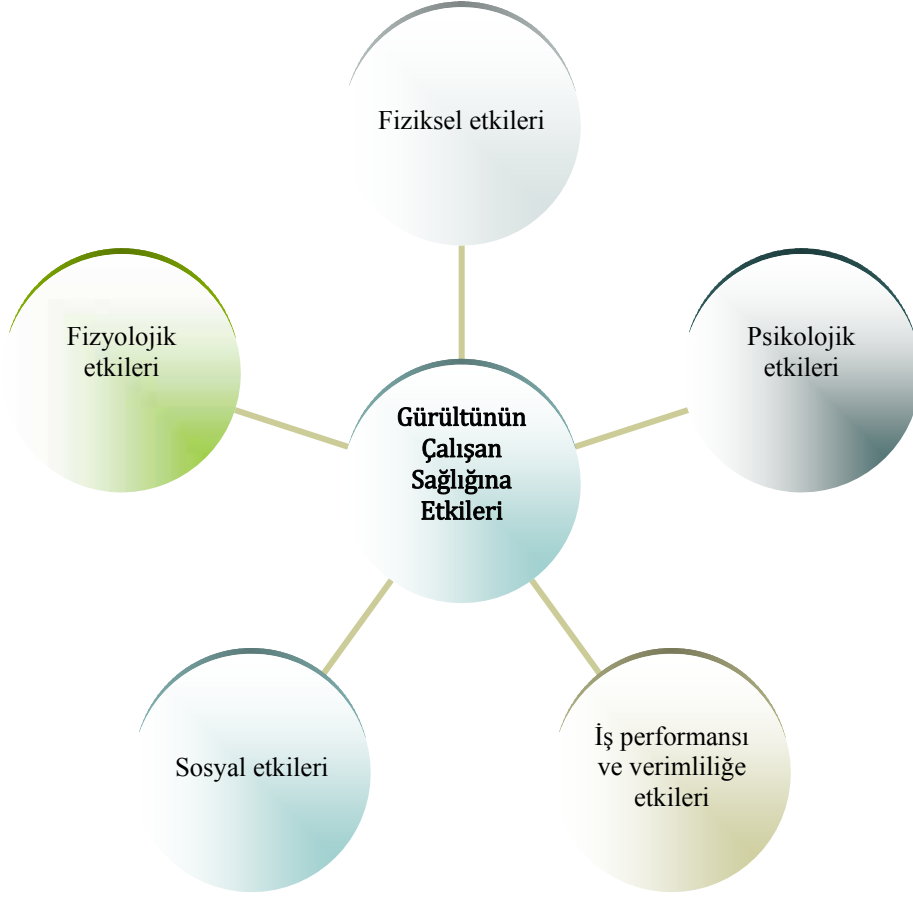 Fiziksel etkileri
Fizyolojik
etkileri
Psikolojik
etkileri
Gürültünün
Çalışan
Sağlığına
Etkileri
Sosyal etkileri
İş performansı
ve verimliliğe
etkileri